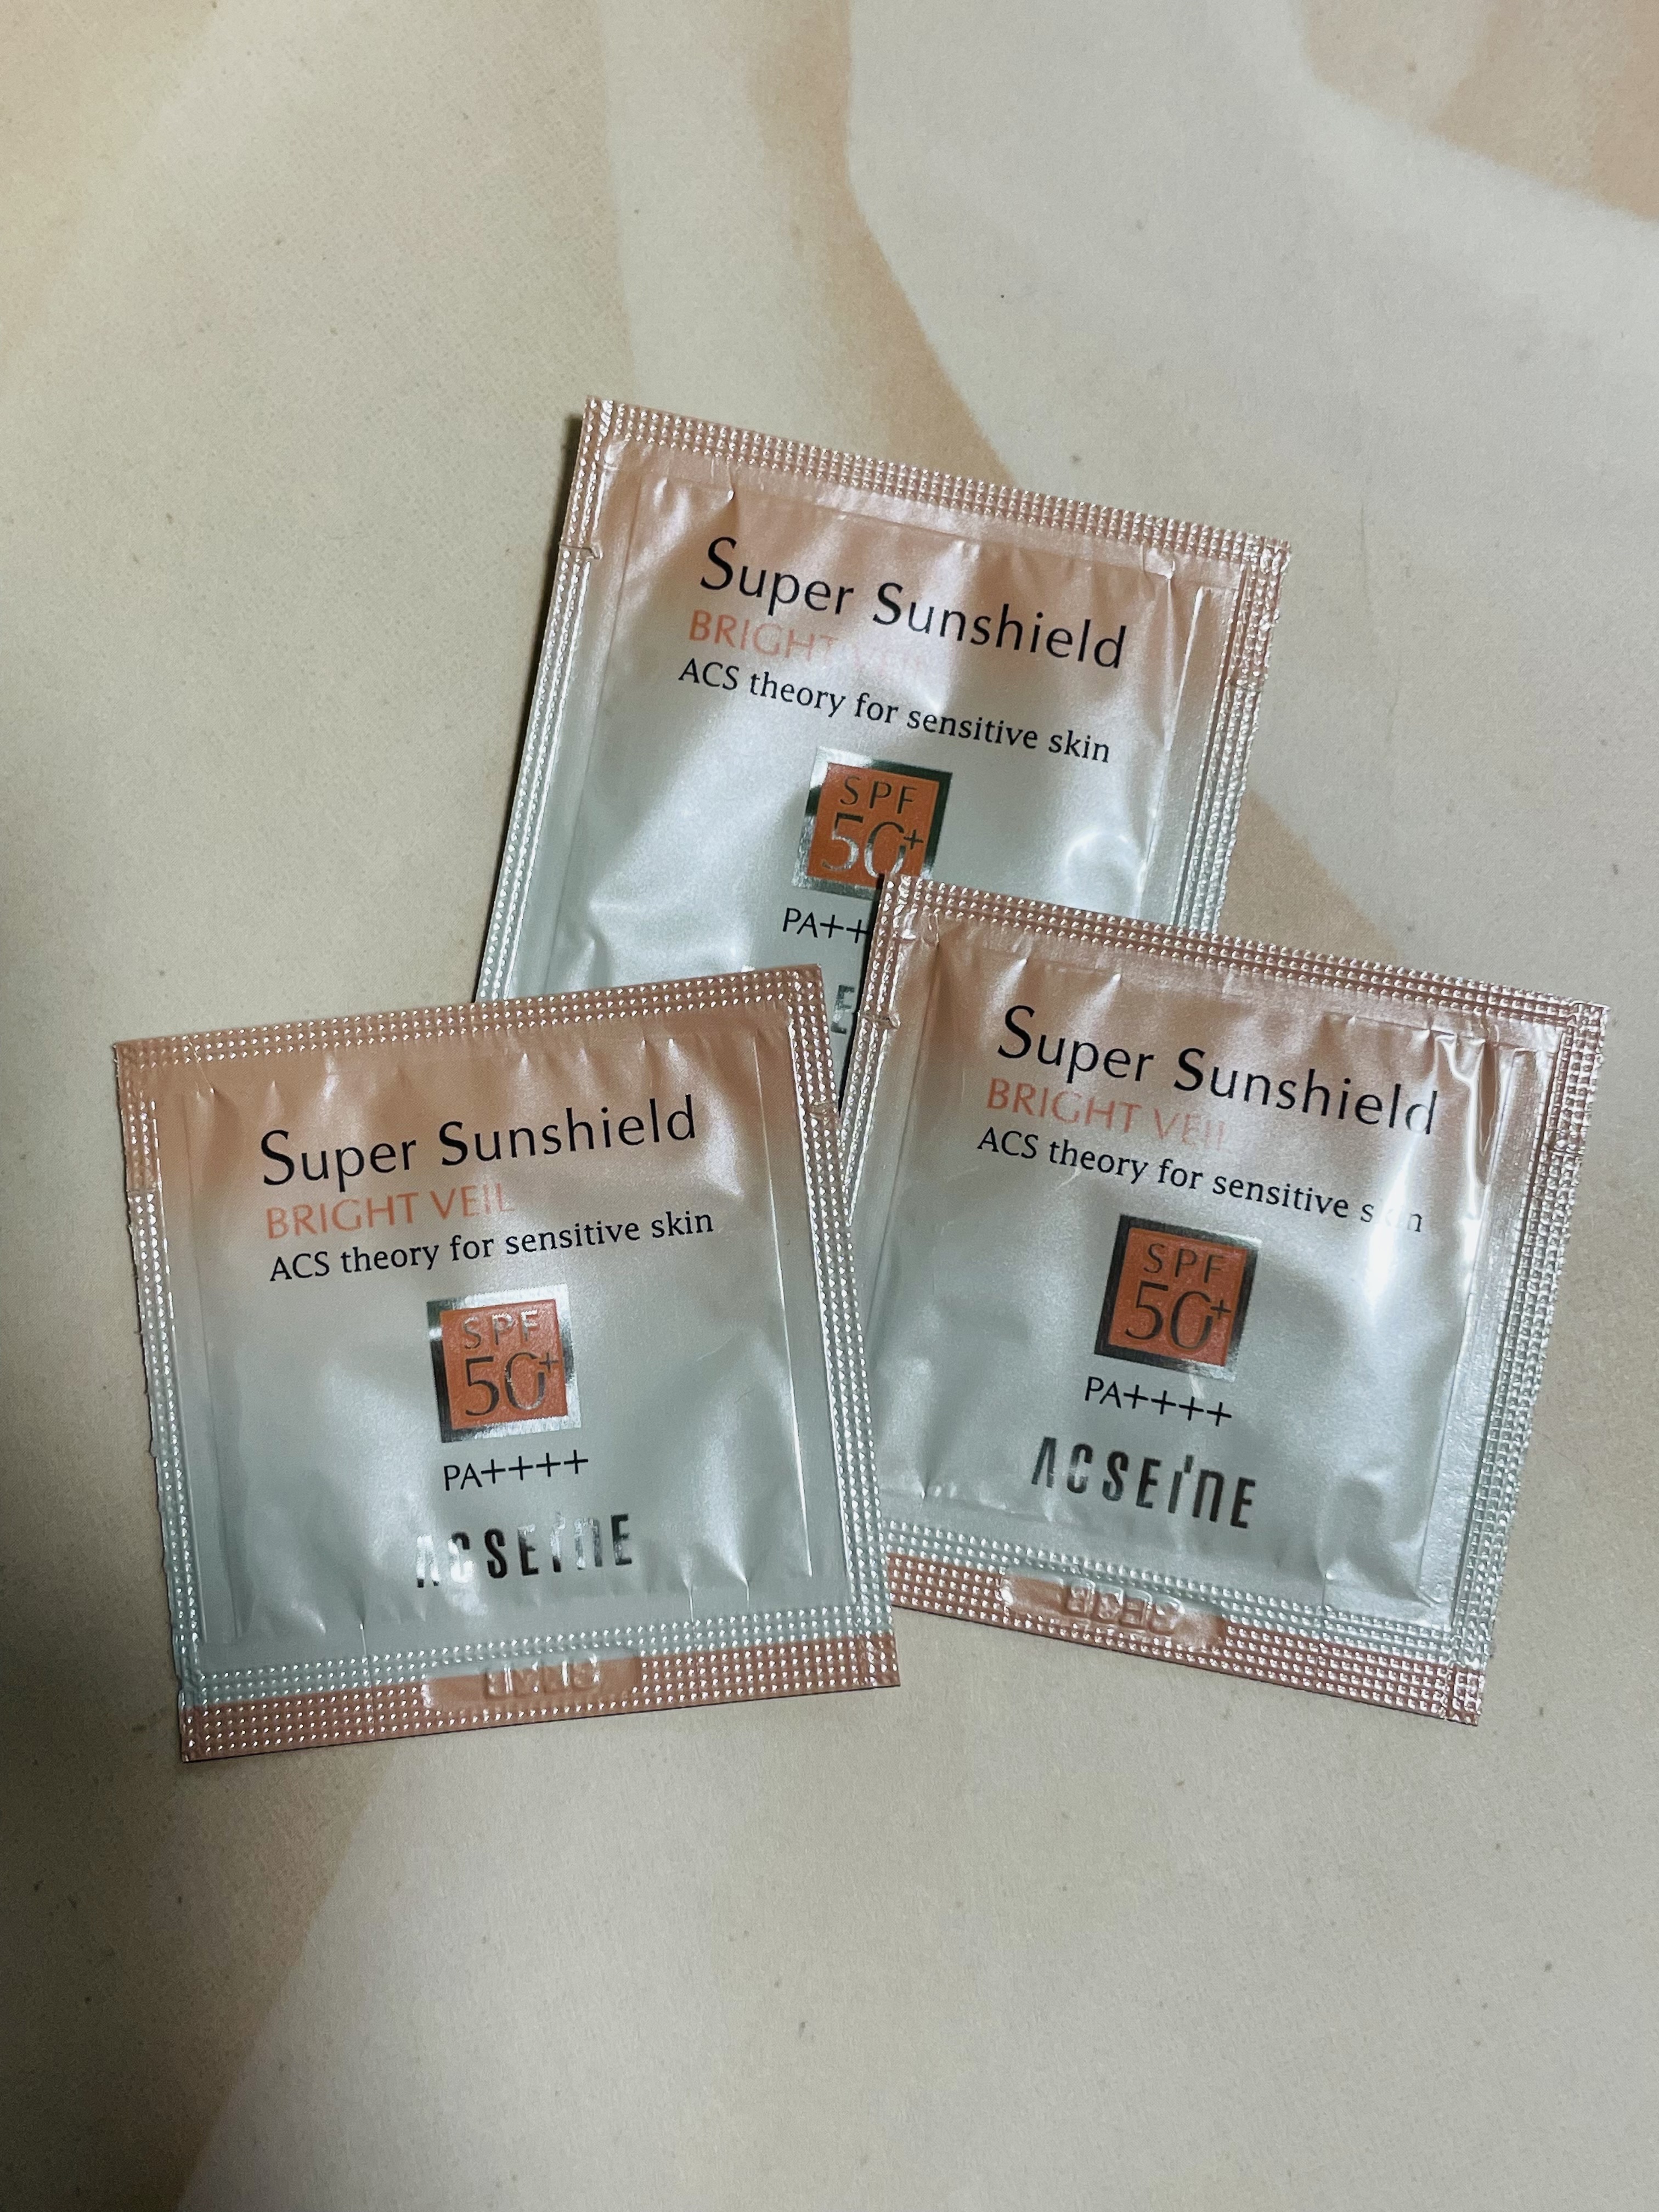 Super Sunshield
BRIGHT VEIL
ACS theory for sensitive skin
SPF
50+
PA++
Super Sunshield
BRIGHT VEIL
ACS theory for sensitive skin
SPF
50+
PA++++
ACSEINE
Super Sunshield
BRIGHT VEIL
ACS theory for sensitive skin
SPF
50+
PA++++
ACSEINE